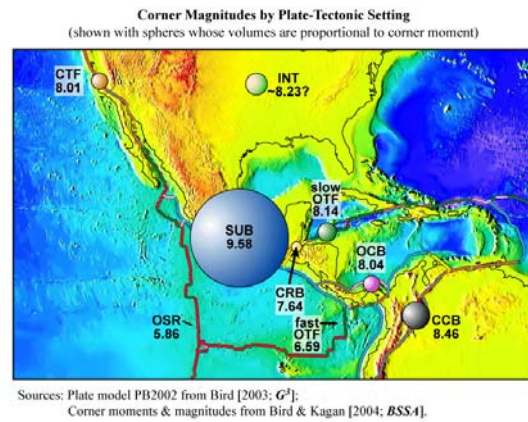 Corner Magnitudes by Plate-Tectonic Setting
(shown with spheres whose volumes are proportional to corner moment)
CTF
8.01
INT
~8.23?
slow
OTF
8.14
SUB
9.58
OCB
8.04
CRB
7.64
OSR
5.86
fast
OTF
6.59
CCB
8.46
Sources: Plate model PB2002 from Bird [2003; G³];
Corner moments & magnitudes from Bird & Kagan [2004; BSSA].